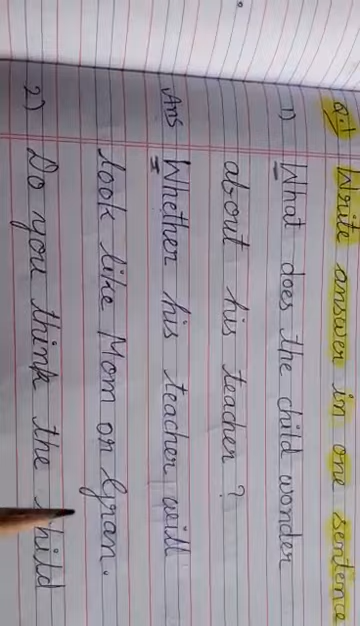 Q.1 Write answer in one sentence
1) What does the child wonder
about his teacher?
Ans Whether his teacher will
look like Mom or Gran.
2) Do you think the child